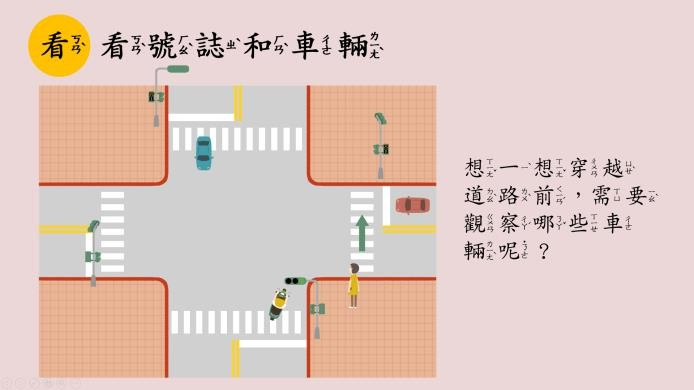 看 看號誌和車輛
想一想穿越
道路前，需要
觀察哪些車
輛呢？